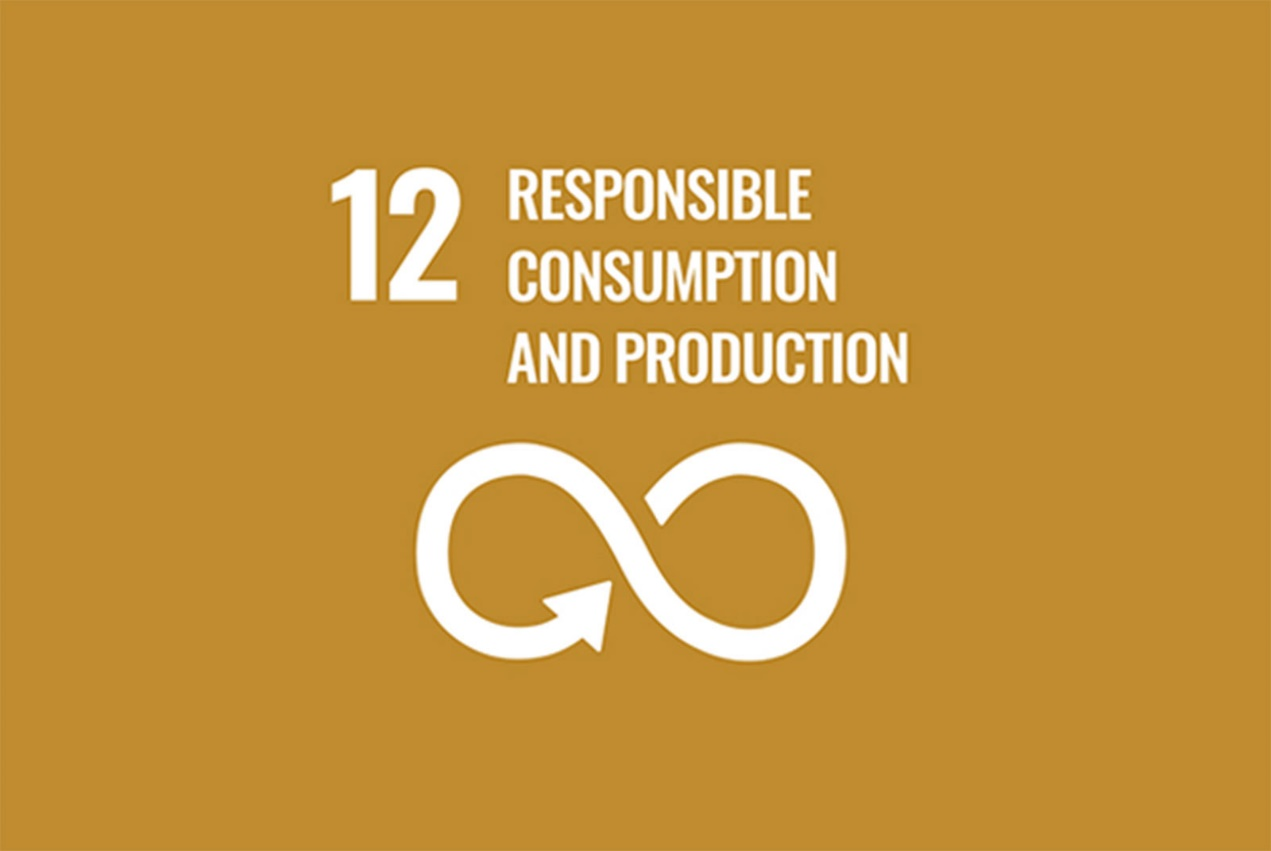 12
RESPONSIBLE
CONSUMPTION
AND PRODUCTION